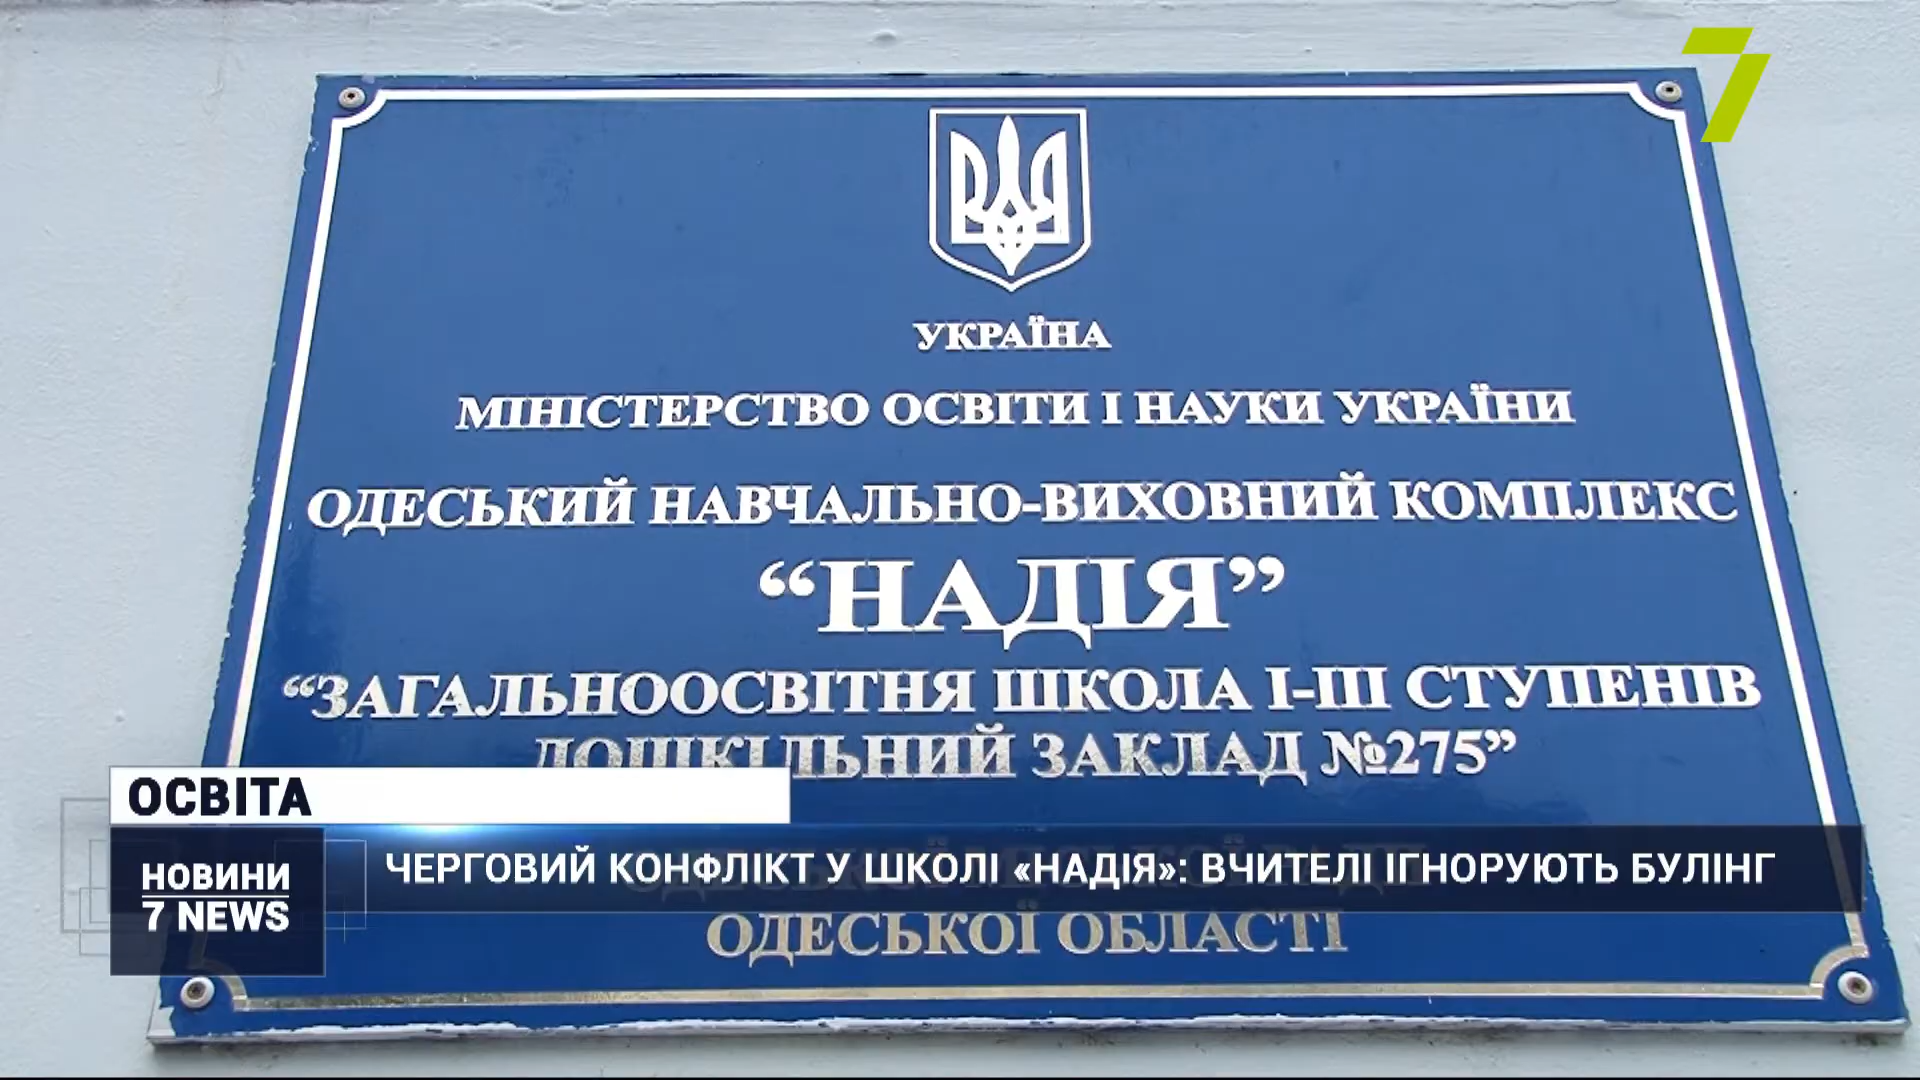 7
УКРАЇНА
МІНІСТЕРСТВО ОСВІТИ І НАУКИ УКРАЇНИ
ОДЕСЬКИЙ НАВЧАЛЬНО-ВИХОВНИЙ КОМПЛЕКС
“НАДІЯ”
“ЗАГАЛЬНООСВІТНЯ ШКОЛА І-ІІІ СТУПЕНІВ
ДОШКІЛЬНИЙ ЗАКЛАД №275”
ОСВІТА
НОВИНИ
7 NEWS
ЧЕРГОВИЙ КОНФЛІКТ У ШКОЛІ «НАДІЯ»: ВЧИТЕЛІ ІГНОРУЮТЬ БУЛІНГ
ОДЕСЬКОЇ ОБЛАСТІ